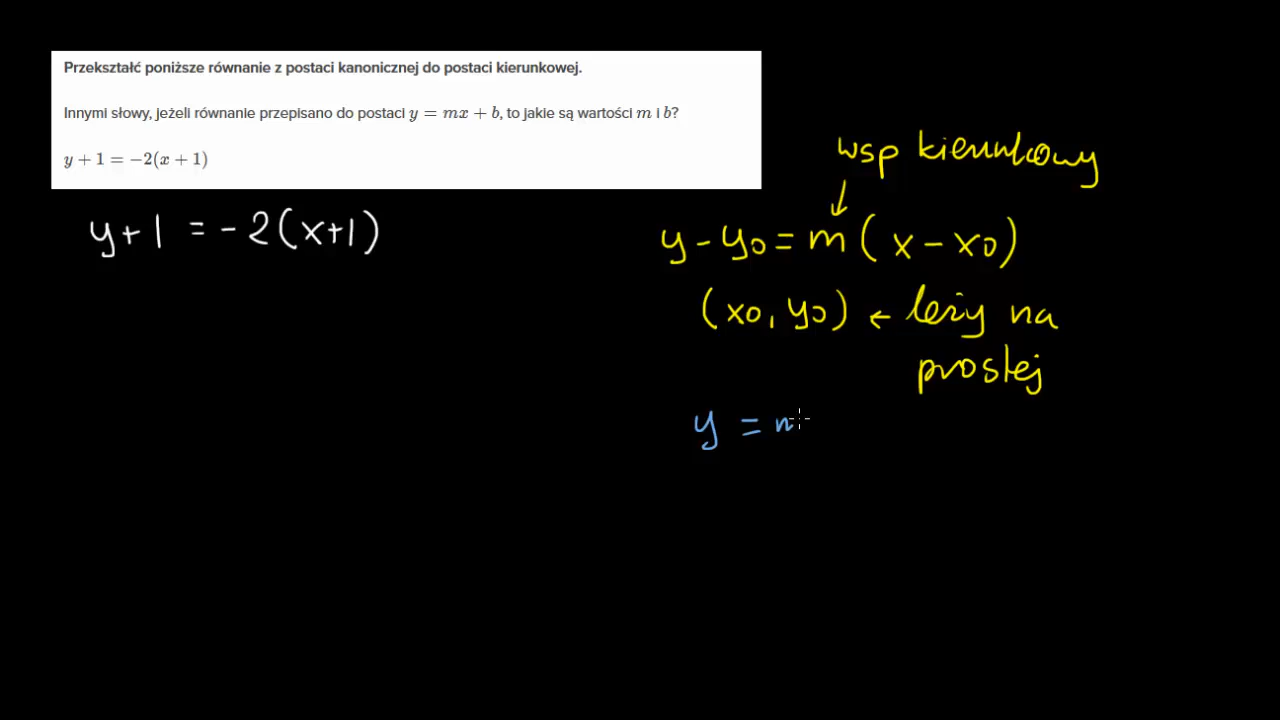 Przekształć poniższe równanie z postaci kanonicznej do postaci kierunkowej.
Innymi słowy, jeżeli równanie przepisano do postaci y = mx + b, to jakie są wartości m i b?
y + 1 = −2(x + 1)
y+1 = -2(x+1)
wsp kierunkowy
↓
y - y0 = m (x - x0)
(x0, y0) ← leży na
prostej
y = m